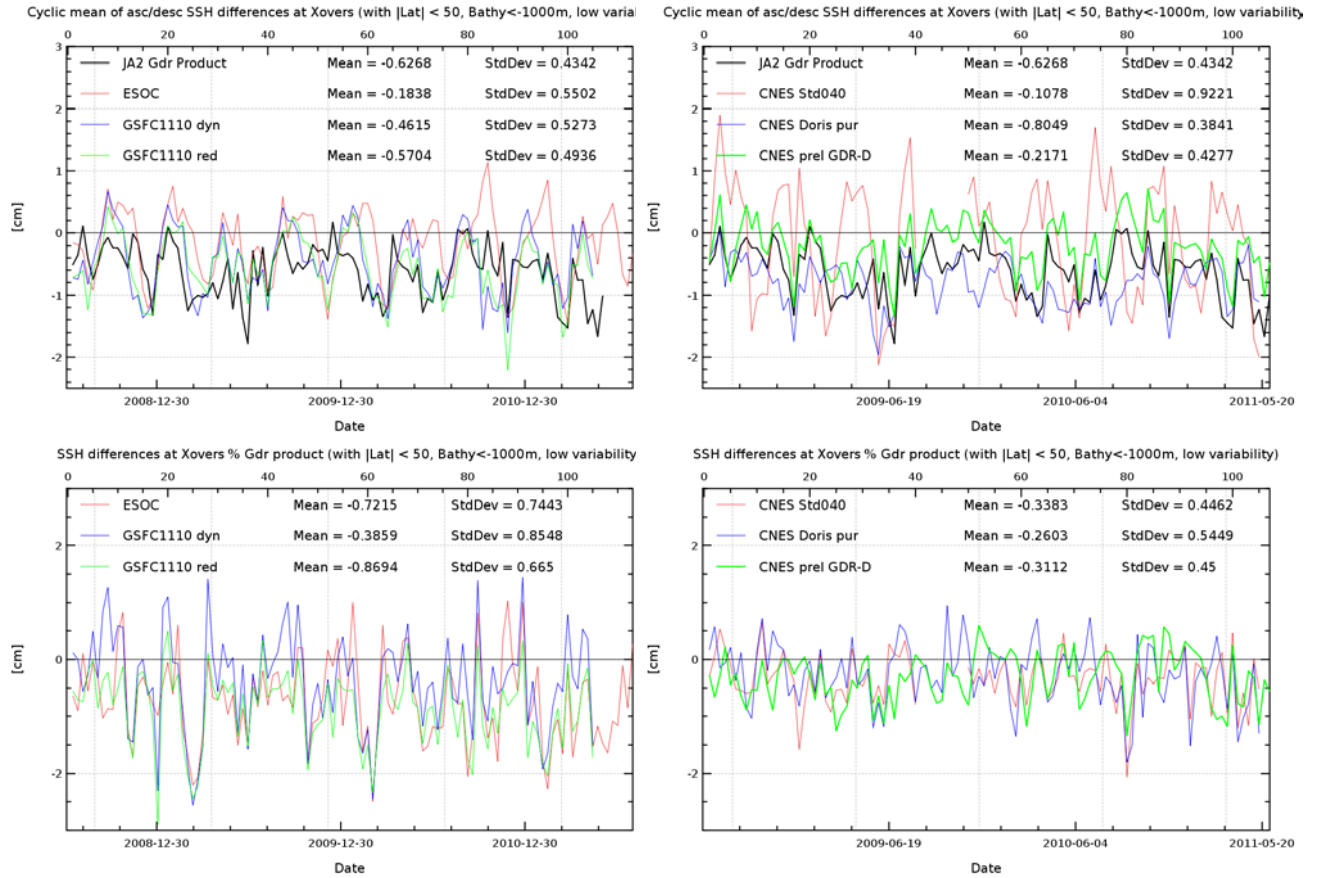 Cyclic mean of asc/desc SSH differences at Xovers (with |Lat| < 50, Bathy<-1000m, low varial
0 20 40 60 80 100
JA2 Gdr Product Mean = -0.6268 StdDev = 0.4342
ESOC Mean = -0.1838 StdDev = 0.5502
GSFC1110 dyn Mean = -0.4615 StdDev = 0.5273
GSFC1110 red Mean = -0.5704 StdDev = 0.4936
3
2
1
0
-1
-2
[cm]
2008-12-30 2009-12-30 2010-12-30
Date
Cyclic mean of asc/desc SSH differences at Xovers (with |Lat| < 50, Bathy<-1000m, low variability,
0 20 40 60 80 100
JA2 Gdr Product Mean = -0.6268 StdDev = 0.4342
CNES Std040 Mean = -0.1078 StdDev = 0.9221
CNES Doris pur Mean = -0.8049 StdDev = 0.3841
CNES prel GDR-D Mean = -0.2171 StdDev = 0.4277
3
2
1
0
-1
-2
[cm]
2009-06-19 2010-06-04 2011-05-20
Date
SSH differences at Xovers % Gdr product (with |Lat| < 50, Bathy<-1000m, low variability
0 20 40 60 80 100
ESOC Mean = -0.7215 StdDev = 0.7443
GSFC1110 dyn Mean = -0.3859 StdDev = 0.8548
GSFC1110 red Mean = -0.8694 StdDev = 0.665
2
0
-2
[cm]
2008-12-30 2009-12-30 2010-12-30
Date
SSH differences at Xovers % Gdr product (with |Lat| < 50, Bathy<-1000m, low variability)
0 20 40 60 80 100
CNES Std040 Mean = -0.3383 StdDev = 0.4462
CNES Doris pur Mean = -0.2603 StdDev = 0.5449
CNES prel GDR-D Mean = -0.3112 StdDev = 0.45
2
0
-2
[cm]
2009-06-19 2010-06-04 2011-05-20
Date